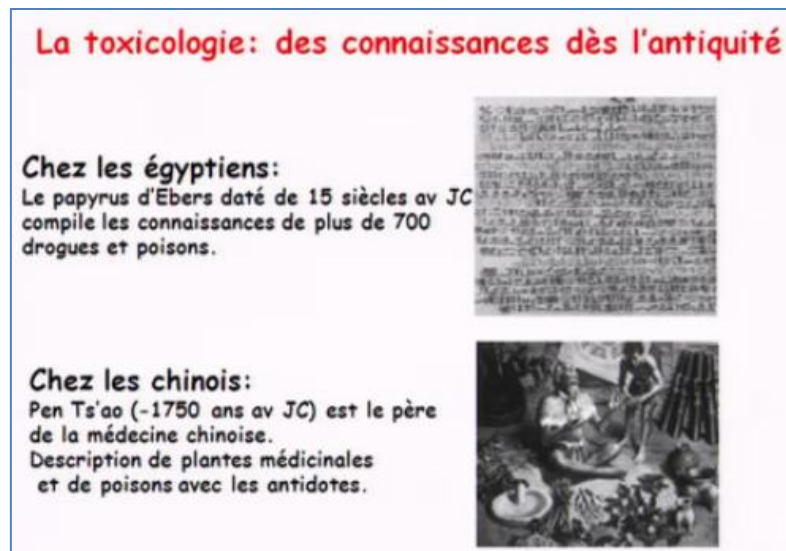 La toxicologie: des connaissances dès l'antiquité
Chez les égyptiens:
Le papyrus d'Ebers daté de 15 siècles av JC
compile les connaissances de plus de 700
drogues et poisons.
Chez les chinois:
Pen Ts'ao (-1750 ans av JC) est le père
de la médecine chinoise.
Description de plantes médicinales
et de poisons avec les antidotes.